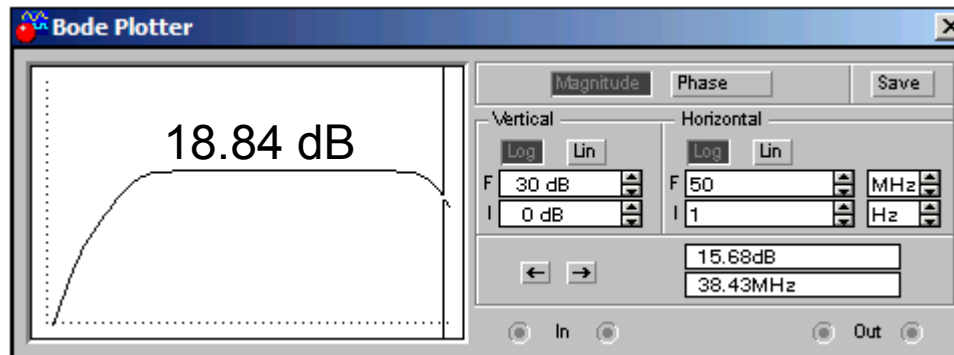 Bode Plotter
18.84 dB
Magnitude Phase Save
Vertical
Log Lin
F 30 dB
I 0 dB
Horizontal
Log Lin
F 50 MHz
I 1 Hz
← →
15.68dB
38.43MHz
In Out